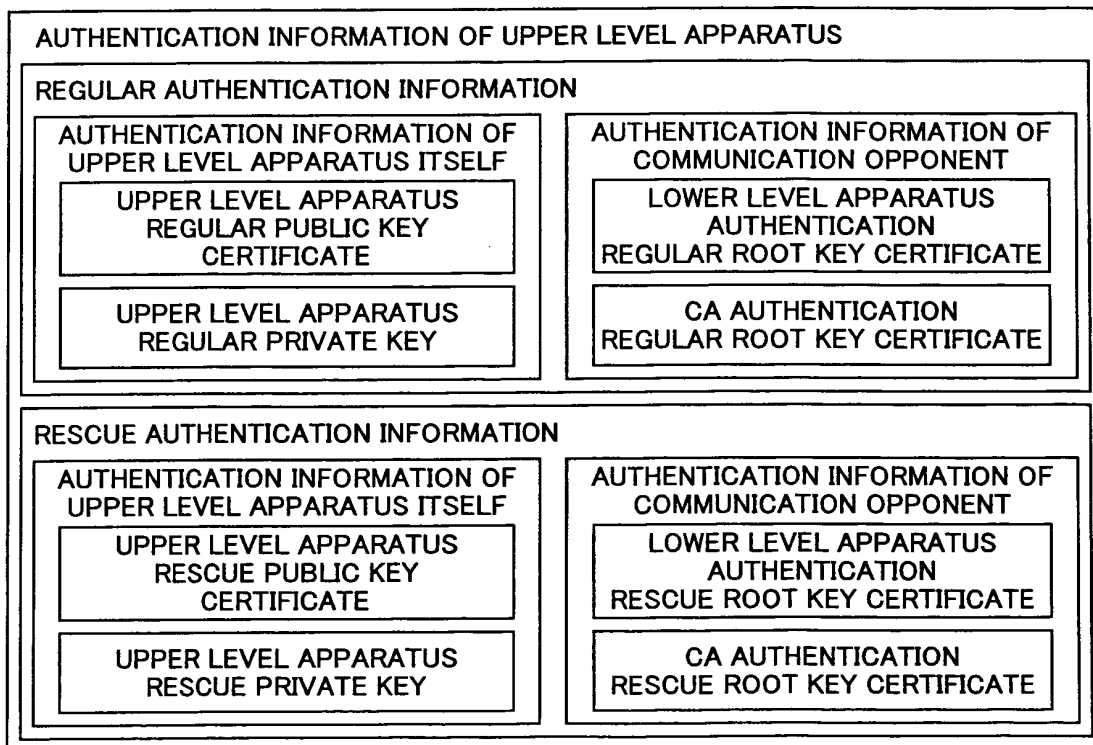 AUTHENTICATION INFORMATION OF UPPER LEVEL APPARATUS
REGULAR AUTHENTICATION INFORMATION
AUTHENTICATION INFORMATION OF
UPPER LEVEL APPARATUS ITSELF
UPPER LEVEL APPARATUS
REGULAR PUBLIC KEY
CERTIFICATE
UPPER LEVEL APPARATUS
REGULAR PRIVATE KEY
AUTHENTICATION INFORMATION OF
COMMUNICATION OPPONENT
LOWER LEVEL APPARATUS
AUTHENTICATION
REGULAR ROOT KEY CERTIFICATE
CA AUTHENTICATION
REGULAR ROOT KEY CERTIFICATE
RESCUE AUTHENTICATION INFORMATION
AUTHENTICATION INFORMATION OF
UPPER LEVEL APPARATUS ITSELF
UPPER LEVEL APPARATUS
RESCUE PUBLIC KEY
CERTIFICATE
UPPER LEVEL APPARATUS
RESCUE PRIVATE KEY
AUTHENTICATION INFORMATION OF
COMMUNICATION OPPONENT
LOWER LEVEL APPARATUS
AUTHENTICATION
RESCUE ROOT KEY CERTIFICATE
CA AUTHENTICATION
RESCUE ROOT KEY CERTIFICATE